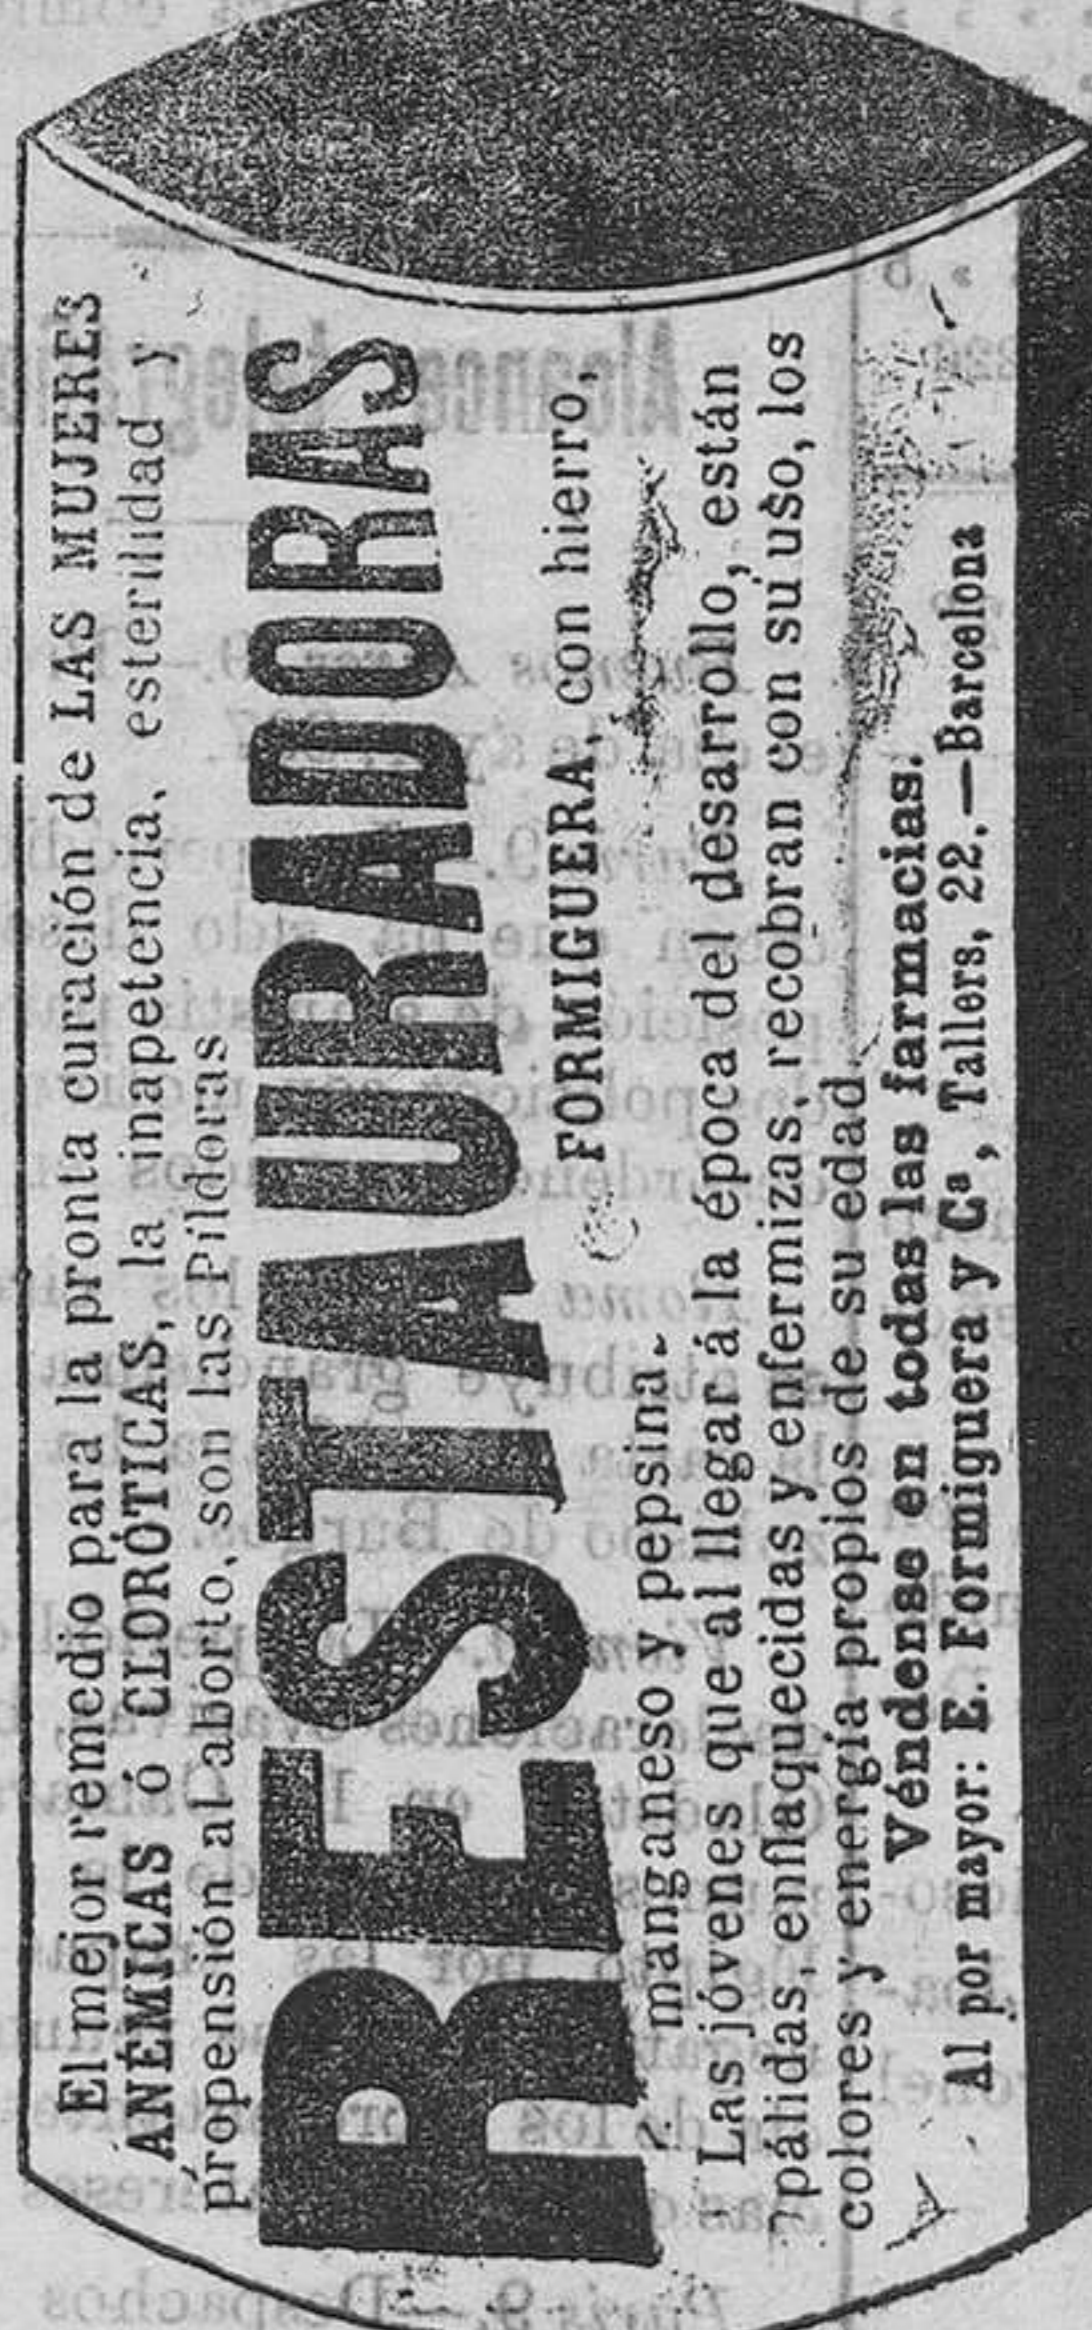 El mejor remedio para la pronta curación de LAS MUJERES
ANÉMICAS ó CLORÓTICAS, la inapetencia, esterilidad y
propensión al aborto, son las Píldoras
RESTAURADORAS
FORMIGUERA, con hierro,
manganeso y pepsina.
Las jóvenes que al llegar á la época del desarrollo, están
pálidas, enflaquecidas y enfermizas, recobran con su uso, los
colores y energía propios de su edad.
Véndense en todas las farmacias.
Al por mayor: E. Formiguera y Cª, Tallers, 22.—Barcelona